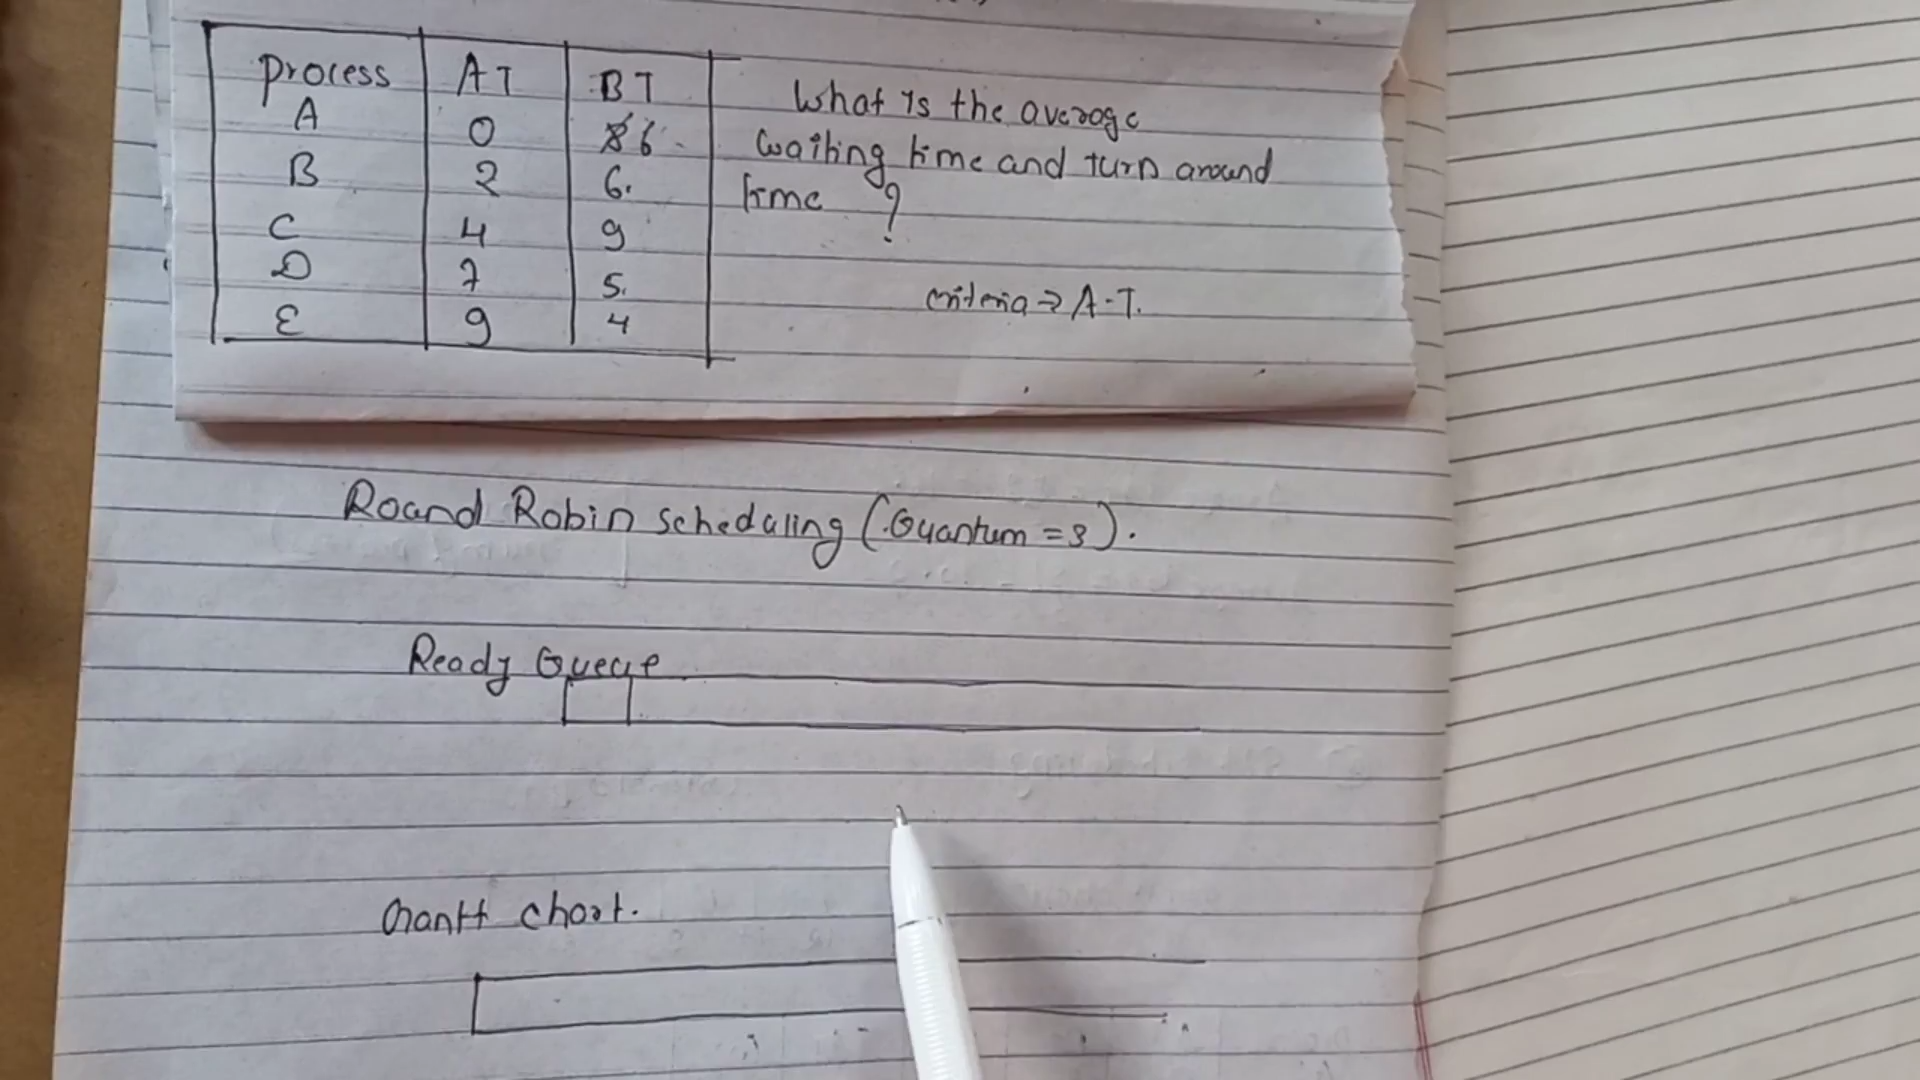 Process AT BT
A 0 6
B 2 6.
C 4 9
D 7 5.
E 9 4
What is the average
waiting time and turn around
time ?
criteria → A-T.
Round Robin scheduling (Quantum = 3).
Ready Queue
Gantt chart.